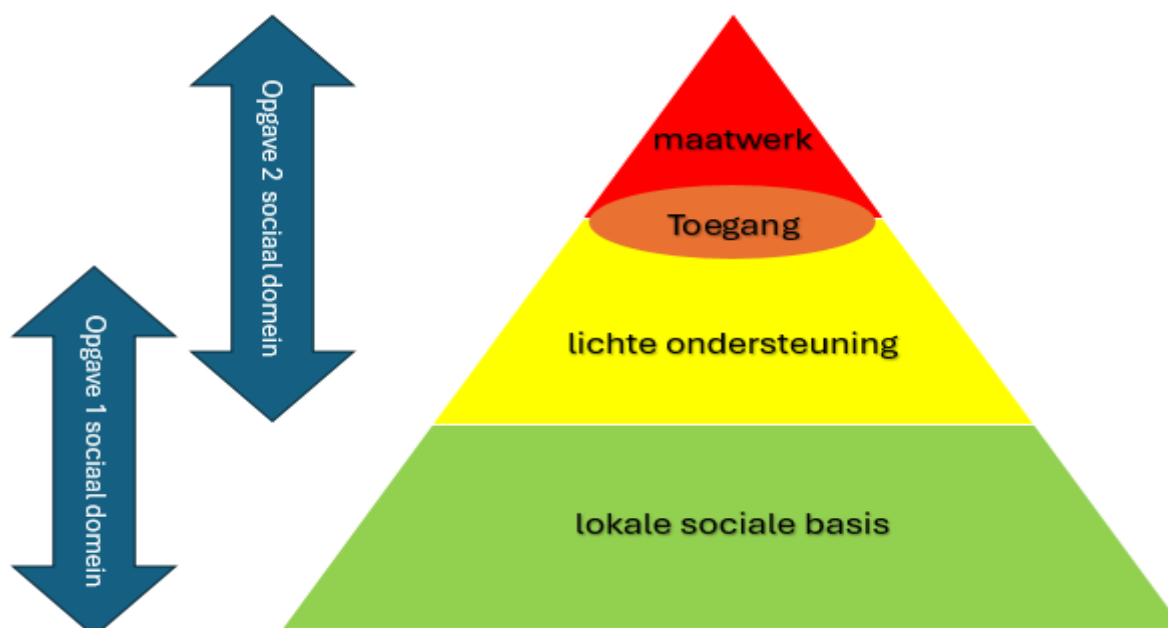 Opgave 2 sociaal domein
Opgave 1 sociaal domein
maatwerk
Toegang
lichte ondersteuning
lokale sociale basis